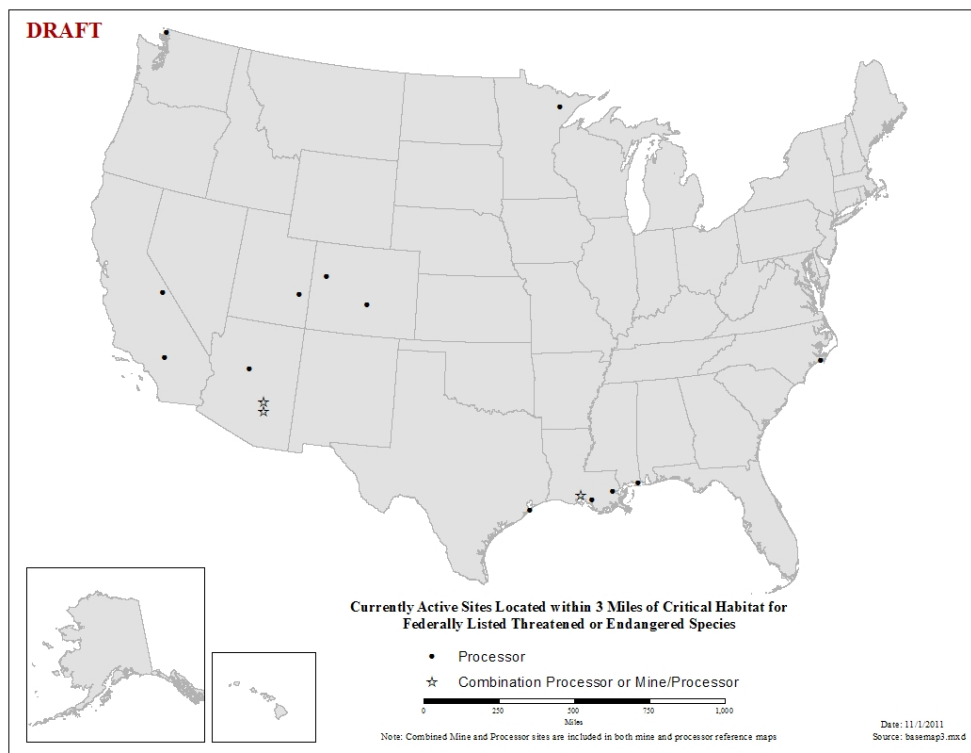 DRAFT
Currently Active Sites Located within 3 Miles of Critical Habitat for
Federally Listed Threatened or Endangered Species
Processor
Combination Processor or Mine/Processor
0 250 500 750 1,000
Miles
Date: 11/1/2011
Note: Combined Mine and Processor sites are included in both mine and processor reference maps
Source: basemap3.mxd